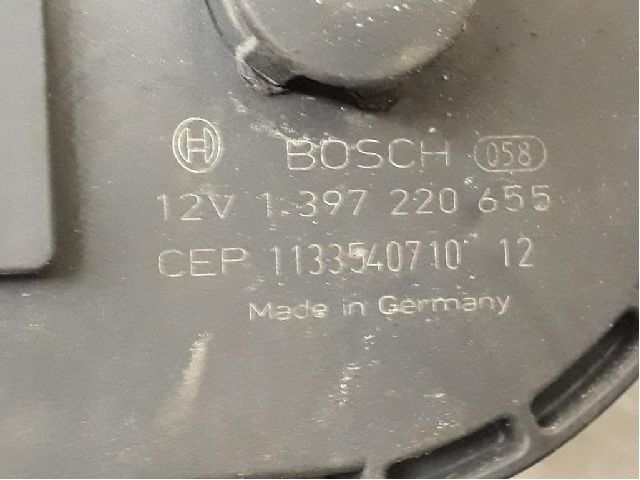 BOSCH 058
12V 1.397 220 655
CEP 1133540710 12
Made in Germany